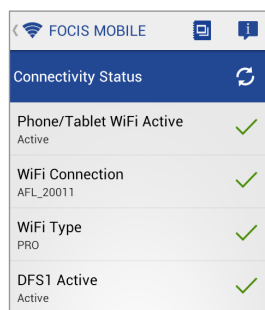 FOCIS MOBILE
Connectivity Status
Phone/Tablet WiFi Active
Active
WiFi Connection
AFL_20011
WiFi Type
PRO
DFS1 Active
Active